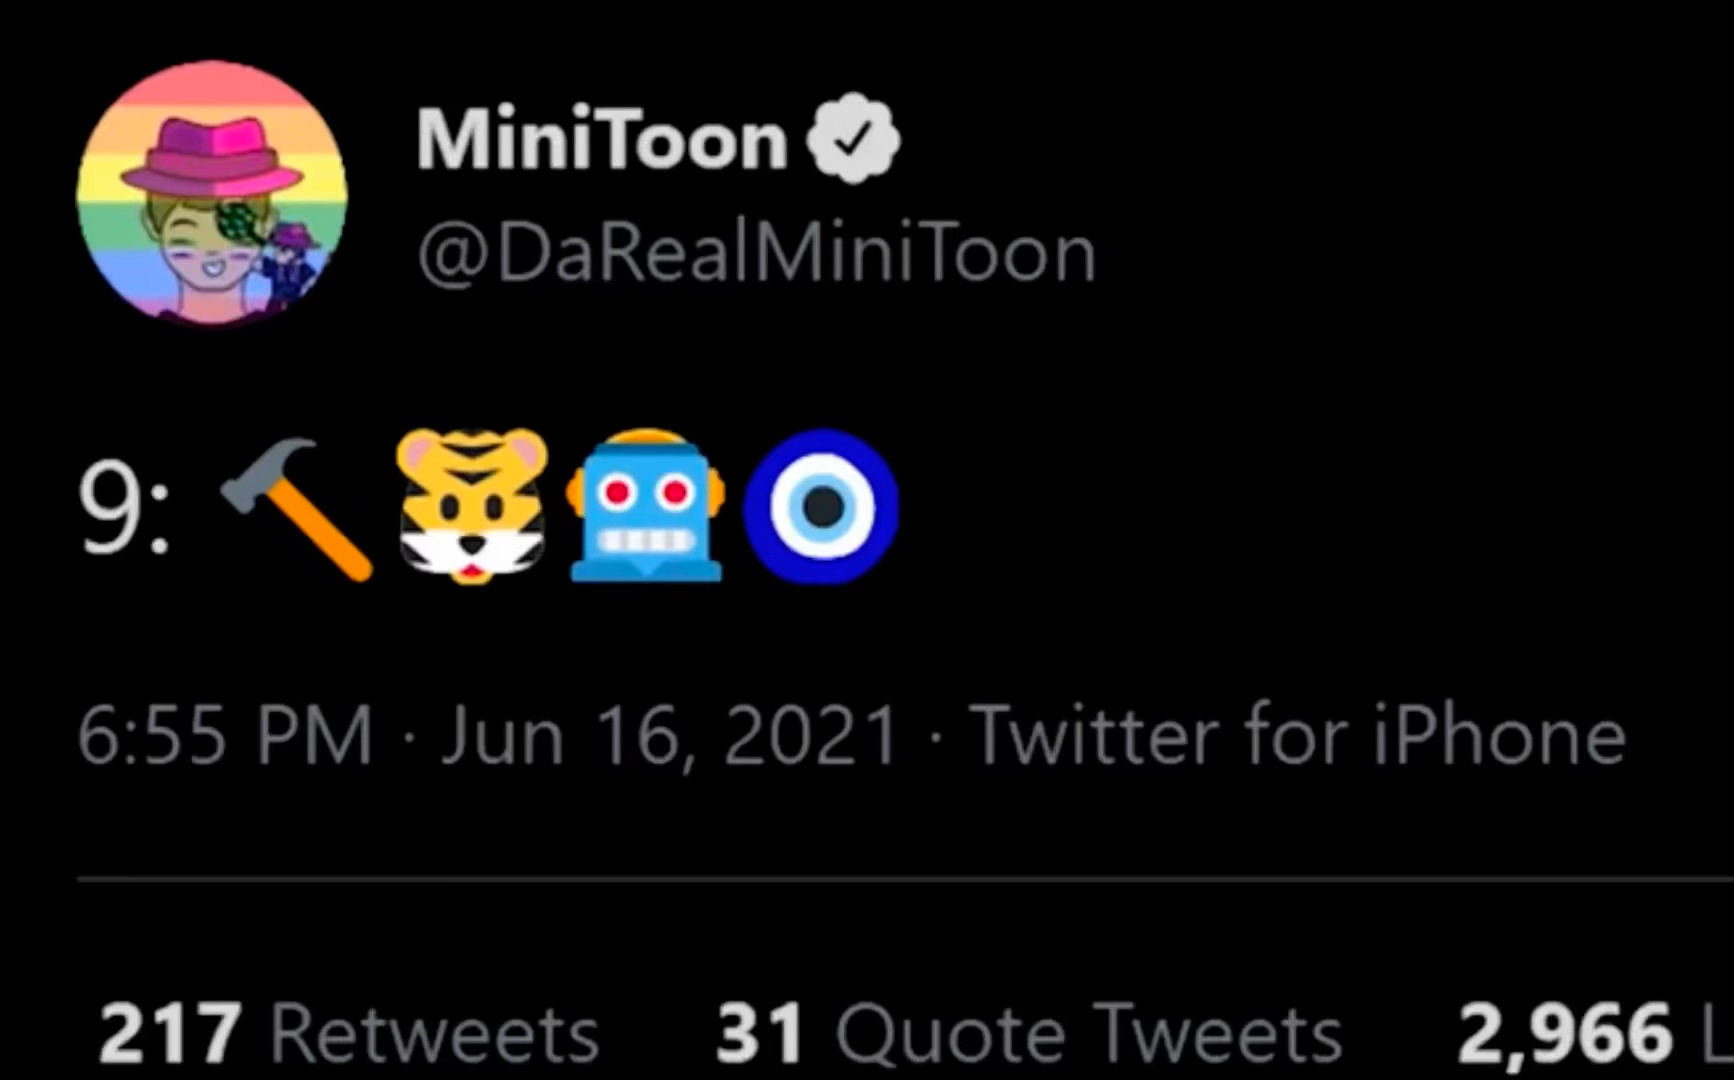 MiniToon
@DaRealMiniToon
9: 🔨🐯🤖🧿
6:55 PM · Jun 16, 2021 · Twitter for iPhone
217 Retweets 31 Quote Tweets 2,966 L